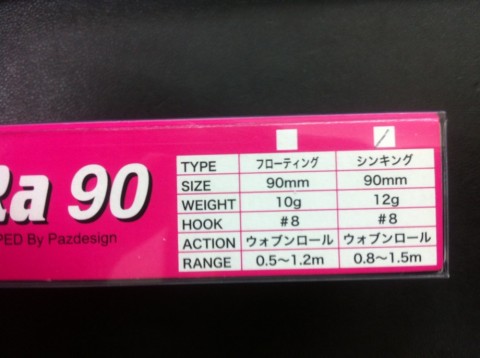 Ra 90
PED By Pazdesign
TYPE フローティング シンキング
SIZE 90mm 90mm
WEIGHT 10g 12g
HOOK #8 #8
ACTION ウォブンロール ウォブンロール
RANGE 0.5〜1.2m 0.8〜1.5m